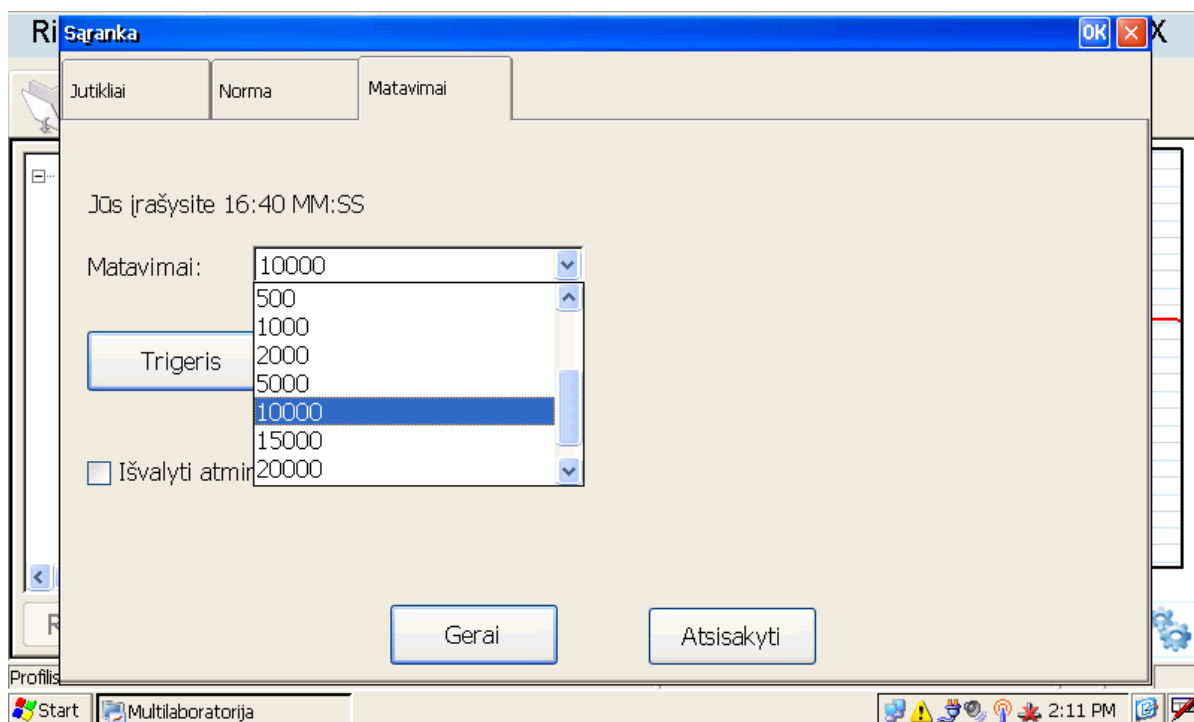 Ri
Sąranka
OK
X
Jutikliai
Norma
Matavimai
Jūs įrašysite 16:40 MM:SS
Matavimai:
10000
500
1000
2000
5000
10000
15000
20000
Trigeris
Išvalyti atmin
Gerai
Atsisakyti
R
Profilis
Start
Multilaboratorija
2:11 PM